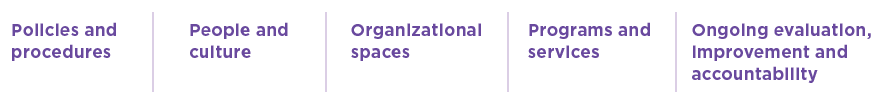 Policies and
procedures
People and
culture
Organizational
spaces
Programs and
services
Ongoing evaluation,
improvement and
accountability